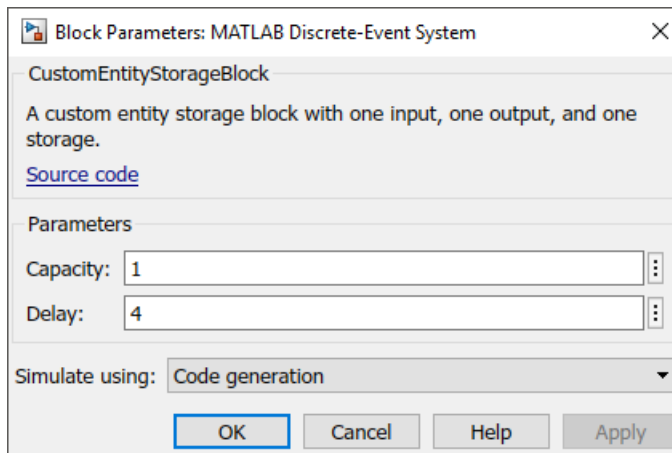 Block Parameters: MATLAB Discrete-Event System
CustomEntityStorageBlock
A custom entity storage block with one input, one output, and one
storage.
Source code
Parameters
Capacity: 1
Delay: 4
Simulate using: Code generation
OK Cancel Help Apply